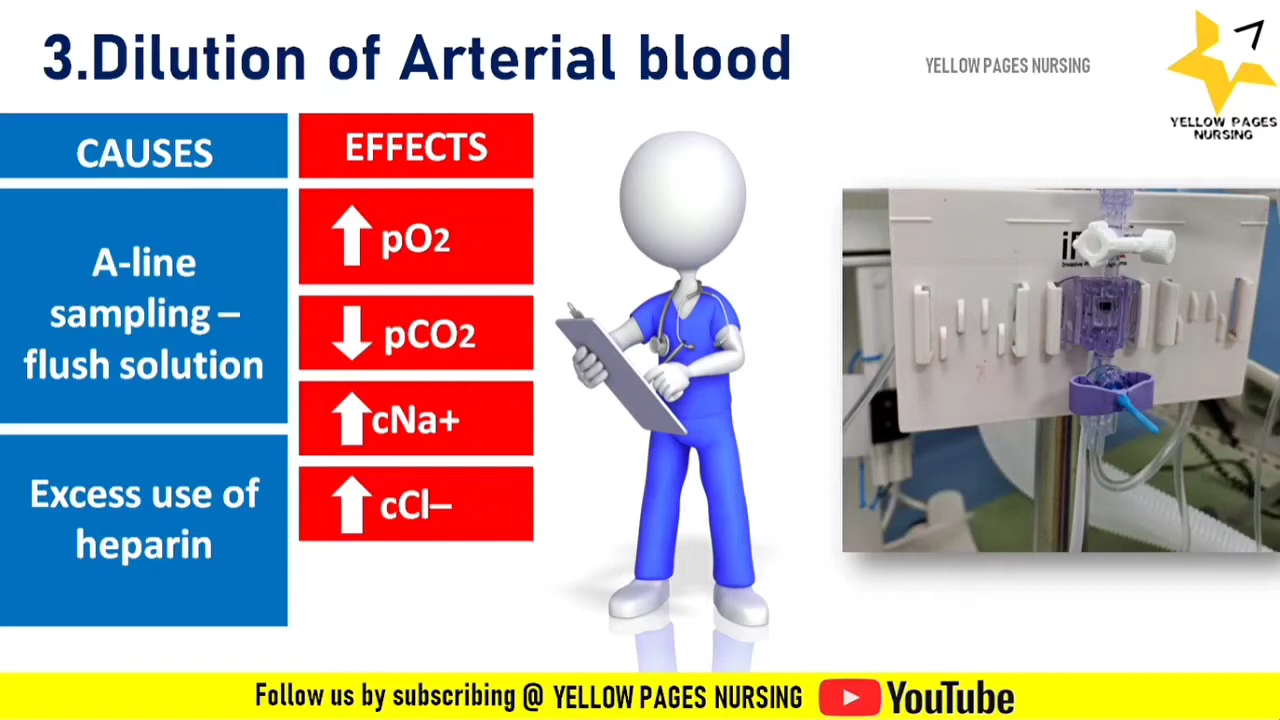 3.Dilution of Arterial blood
YELLOW PAGES NURSING
YELLOW PAGES
NURSING
CAUSES
A-line
sampling –
flush solution
Excess use of
heparin
EFFECTS
↑ pO2
↓ pCO2
↑ cNa+
↑ cCl–
Follow us by subscribing @ YELLOW PAGES NURSING YouTube